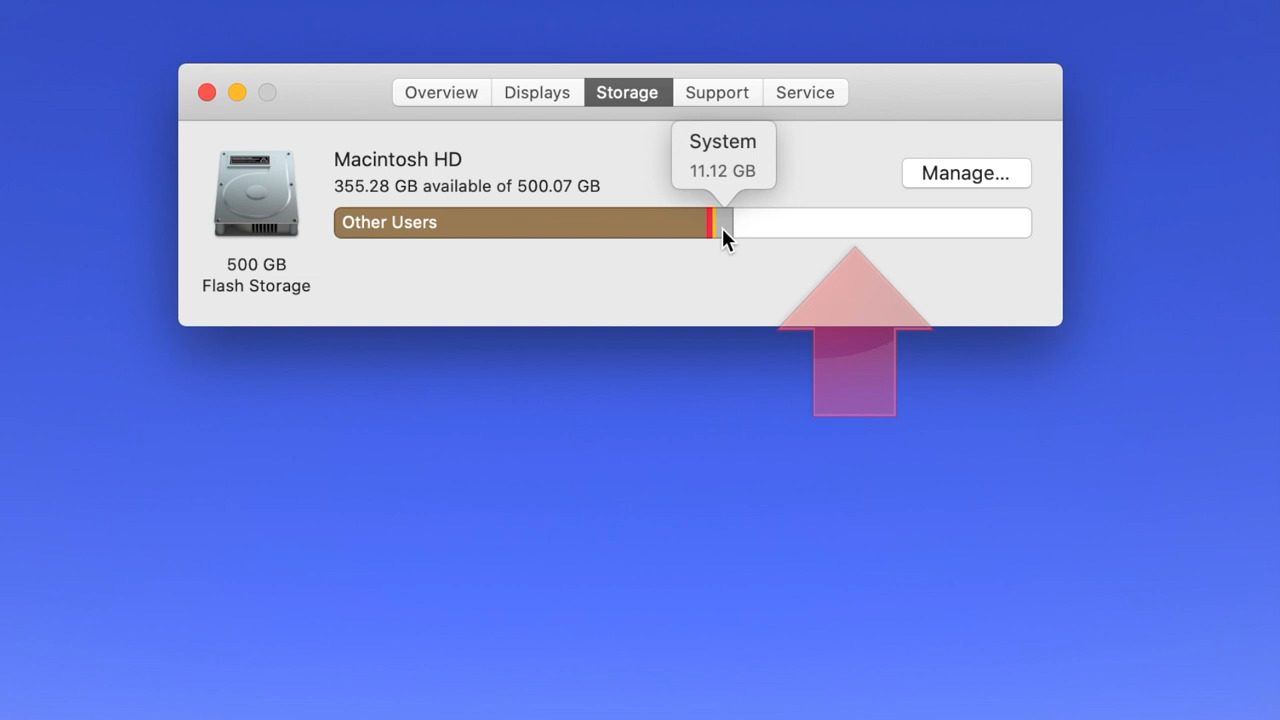 Overview Displays Storage Support Service
System
11.12 GB
Macintosh HD
355.28 GB available of 500.07 GB
Manage...
Other Users
500 GB
Flash Storage